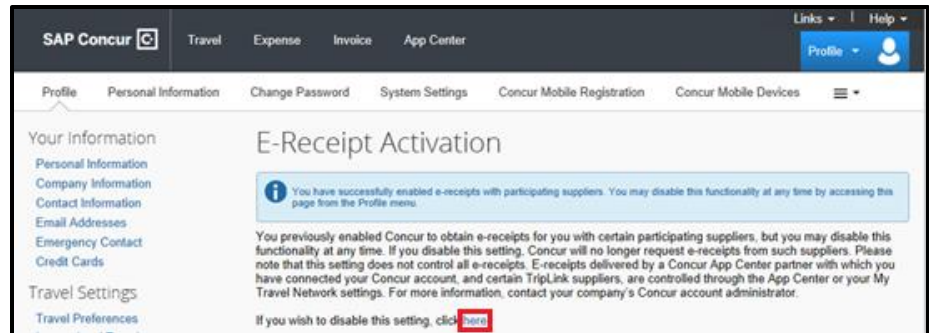 Links | Help
SAP Concur C Travel Expense Invoice App Center
Profile
Profile Personal Information Change Password System Settings Concur Mobile Registration Concur Mobile Devices
Your Information
Personal Information
Company Information
Contact Information
Email Addresses
Emergency Contact
Credit Cards
Travel Settings
Travel Preferences
E-Receipt Activation
You have successfully enabled e-receipts with participating suppliers. You may disable this functionality at any time by accessing this
page from the Profile menu.
You previously enabled Concur to obtain e-receipts for you with certain participating suppliers, but you may disable this
functionality at any time. If you disable this setting, Concur will no longer request e-receipts from such suppliers. Please
note that this setting does not control all e-receipts. E-receipts delivered by a Concur App Center partner with which you
have connected your Concur account, and certain TripLink suppliers, are controlled through the App Center or your My
Travel Network settings. For more information, contact your company's Concur account administrator.
If you wish to disable this setting, click here